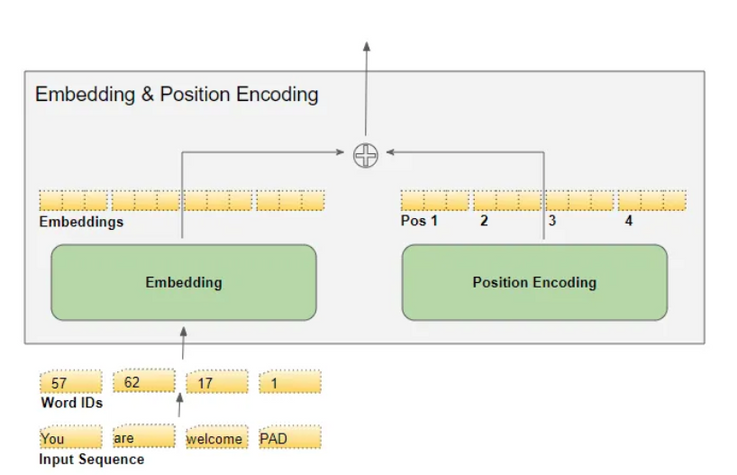 Embedding & Position Encoding
Embeddings
Pos 1 2 3 4
Embedding
Position Encoding
57 62 17 1
Word IDs
You are welcome PAD
Input Sequence